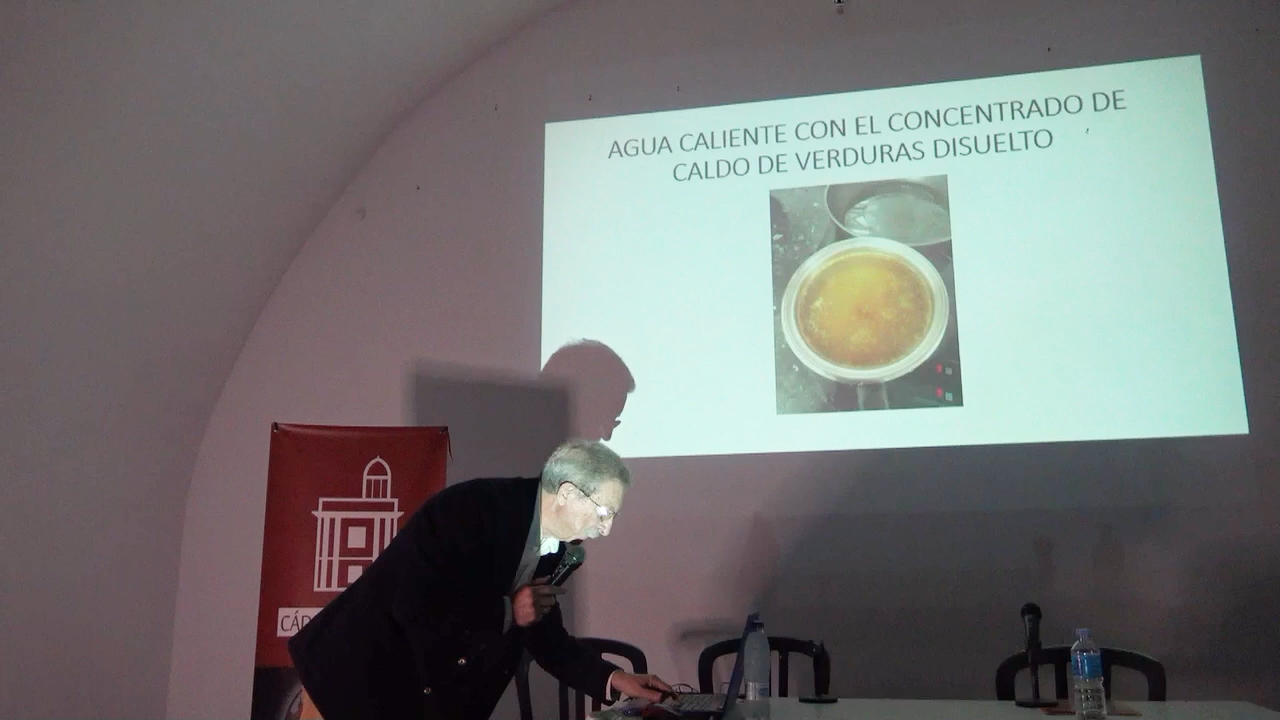 AGUA CALIENTE CON EL CONCENTRADO DE
CALDO DE VERDURAS DISUELTO